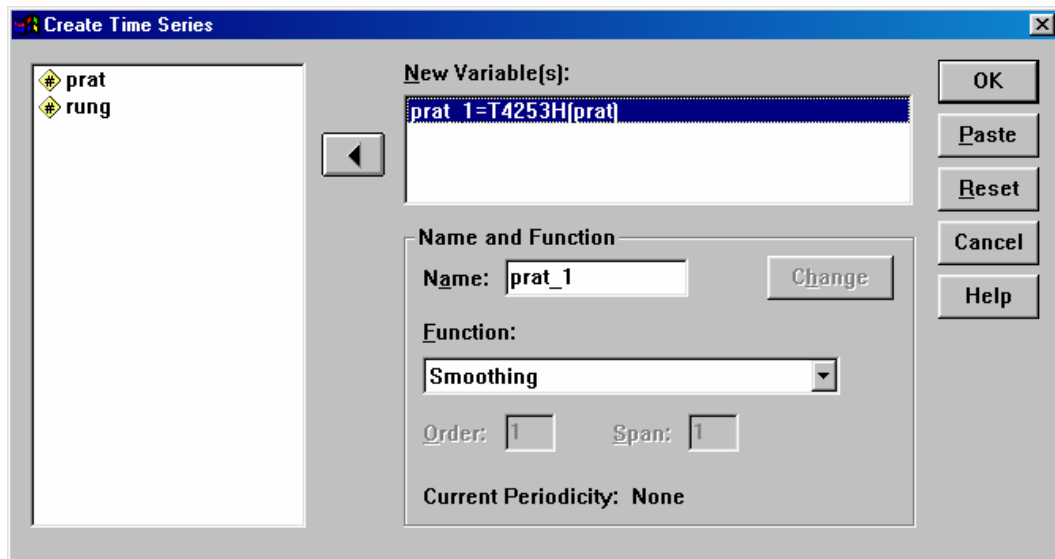 Create Time Series
prat
rung
New Variable(s):
prat_1=T4253H(prat)
Name and Function
Name: prat_1
Change
Function:
Smoothing
Order: 1 Span: 1
Current Periodicity: None
OK
Paste
Reset
Cancel
Help